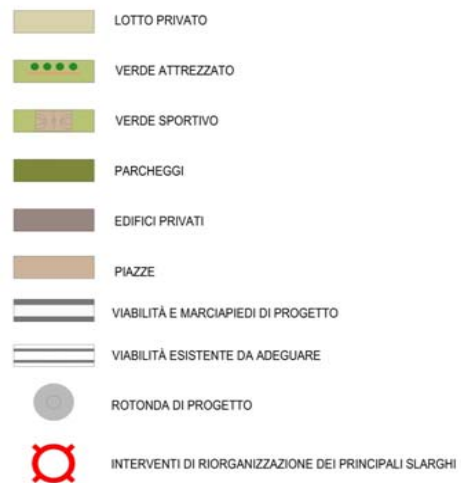 LOTTO PRIVATO
VERDE ATTREZZATO
VERDE SPORTIVO
PARCHEGGI
EDIFICI PRIVATI
PIAZZE
VIABILITÀ E MARCIAPIEDI DI PROGETTO
VIABILITÀ ESISTENTE DA ADEGUARE
ROTONDA DI PROGETTO
INTERVENTI DI RIORGANIZZAZIONE DEI PRINCIPALI SLARGHI